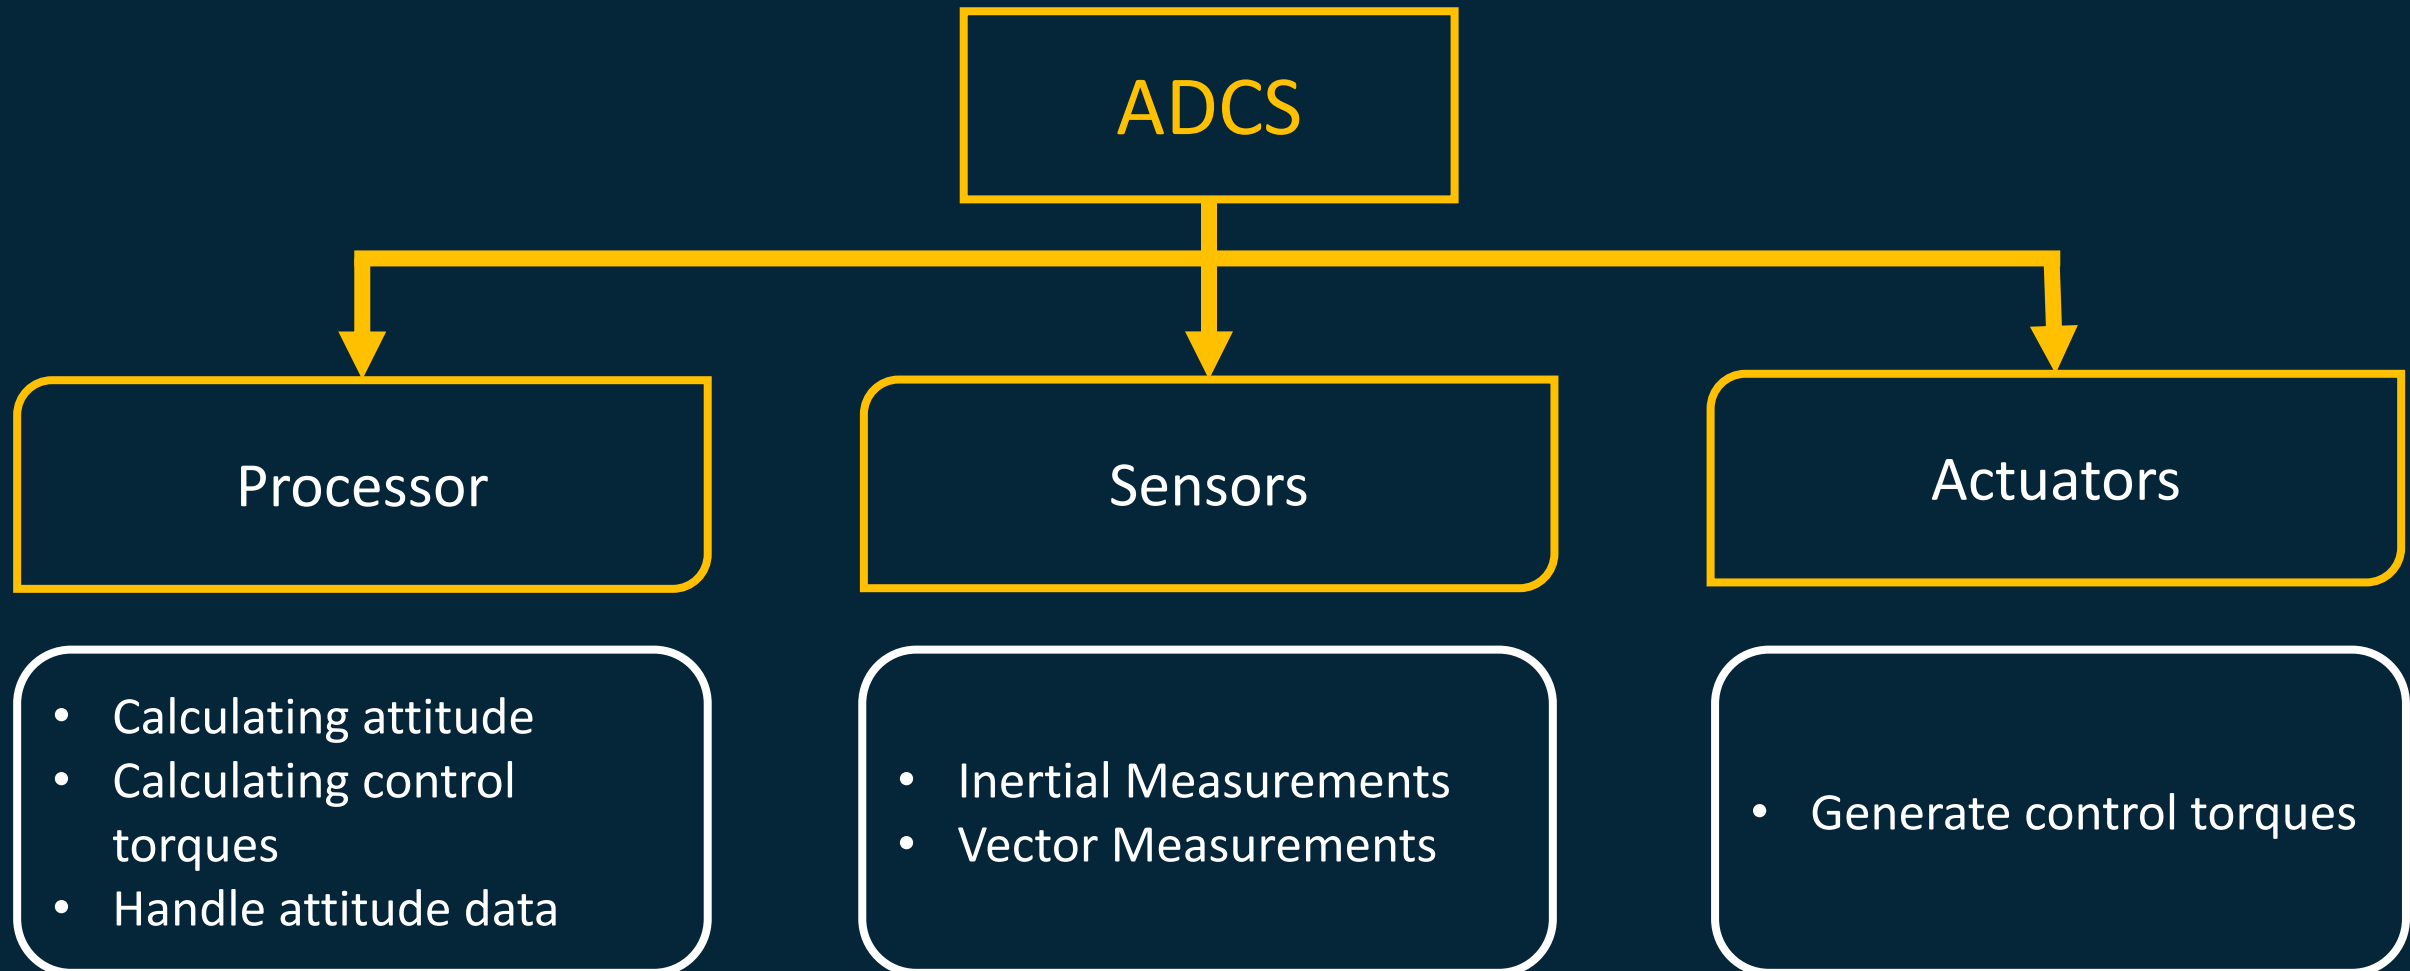 ADCS
Processor
Sensors
Actuators
• Calculating attitude
• Calculating control
torques
• Handle attitude data
• Inertial Measurements
• Vector Measurements
• Generate control torques